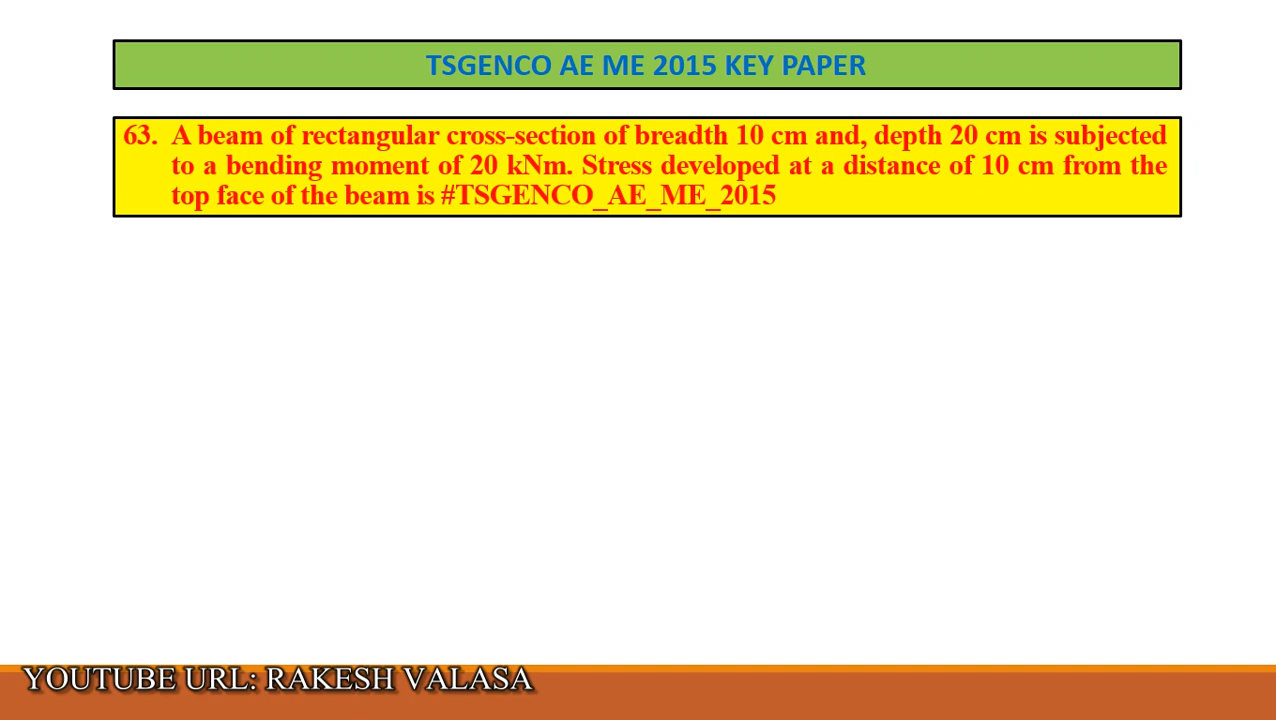 TSGENCO AE ME 2015 KEY PAPER
63. A beam of rectangular cross-section of breadth 10 cm and, depth 20 cm is subjected
to a bending moment of 20 kNm. Stress developed at a distance of 10 cm from the
top face of the beam is #TSGENCO_AE_ME_2015
YOUTUBE URL: RAKESH VALASA